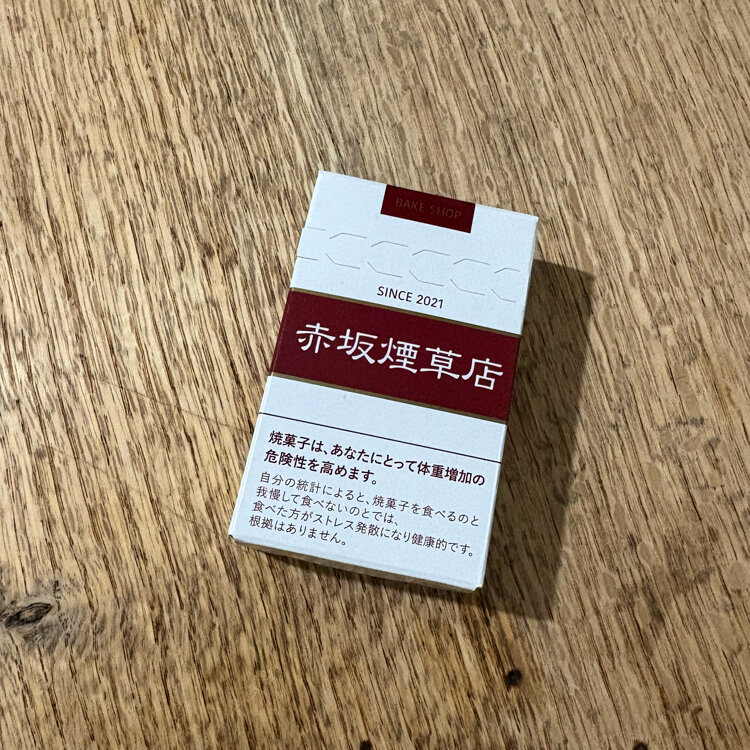 BAKE SHOP
SINCE 2021
赤坂煙草店
焼菓子は、あなたにとって体重増加の
危険性を高めます。
自分の統計によると、焼菓子を食べるのと
我慢して食べないのとでは、
食べた方がストレス発散になり健康的です。
根拠はありません。